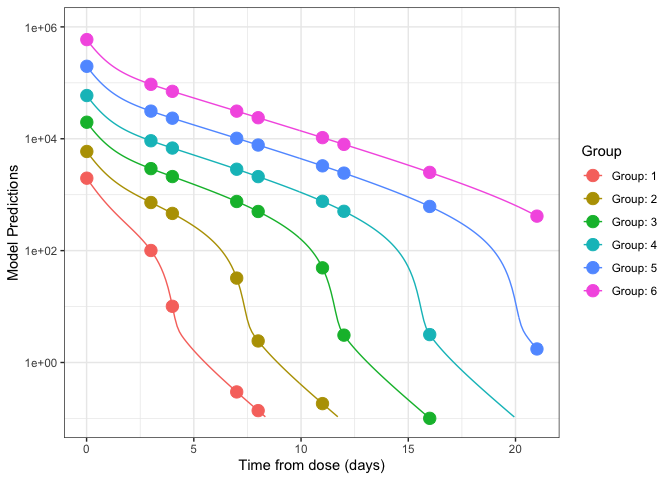 1e+06
1e+04
1e+02
1e+00
Model Predictions
0 5 10 15 20
Time from dose (days)
Group
Group: 1
Group: 2
Group: 3
Group: 4
Group: 5
Group: 6